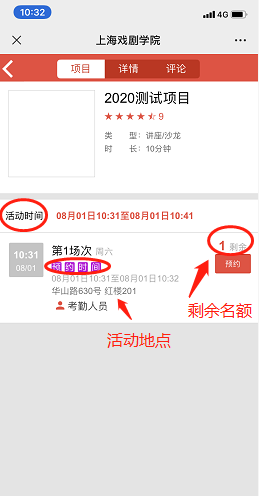 10:32
4G
上海戏剧学院
项目 详情 评论
2020测试项目
9
类 型：讲座/沙龙
时 长：10分钟
活动时间 08月01日10:31至08月01日10:41
10:31
08/01
第1场次 周六
1 剩余
预约时间
预约
08月01日10:31至08月01日10:32
华山路630号 红楼201
考勤人员
剩余名额
活动地点